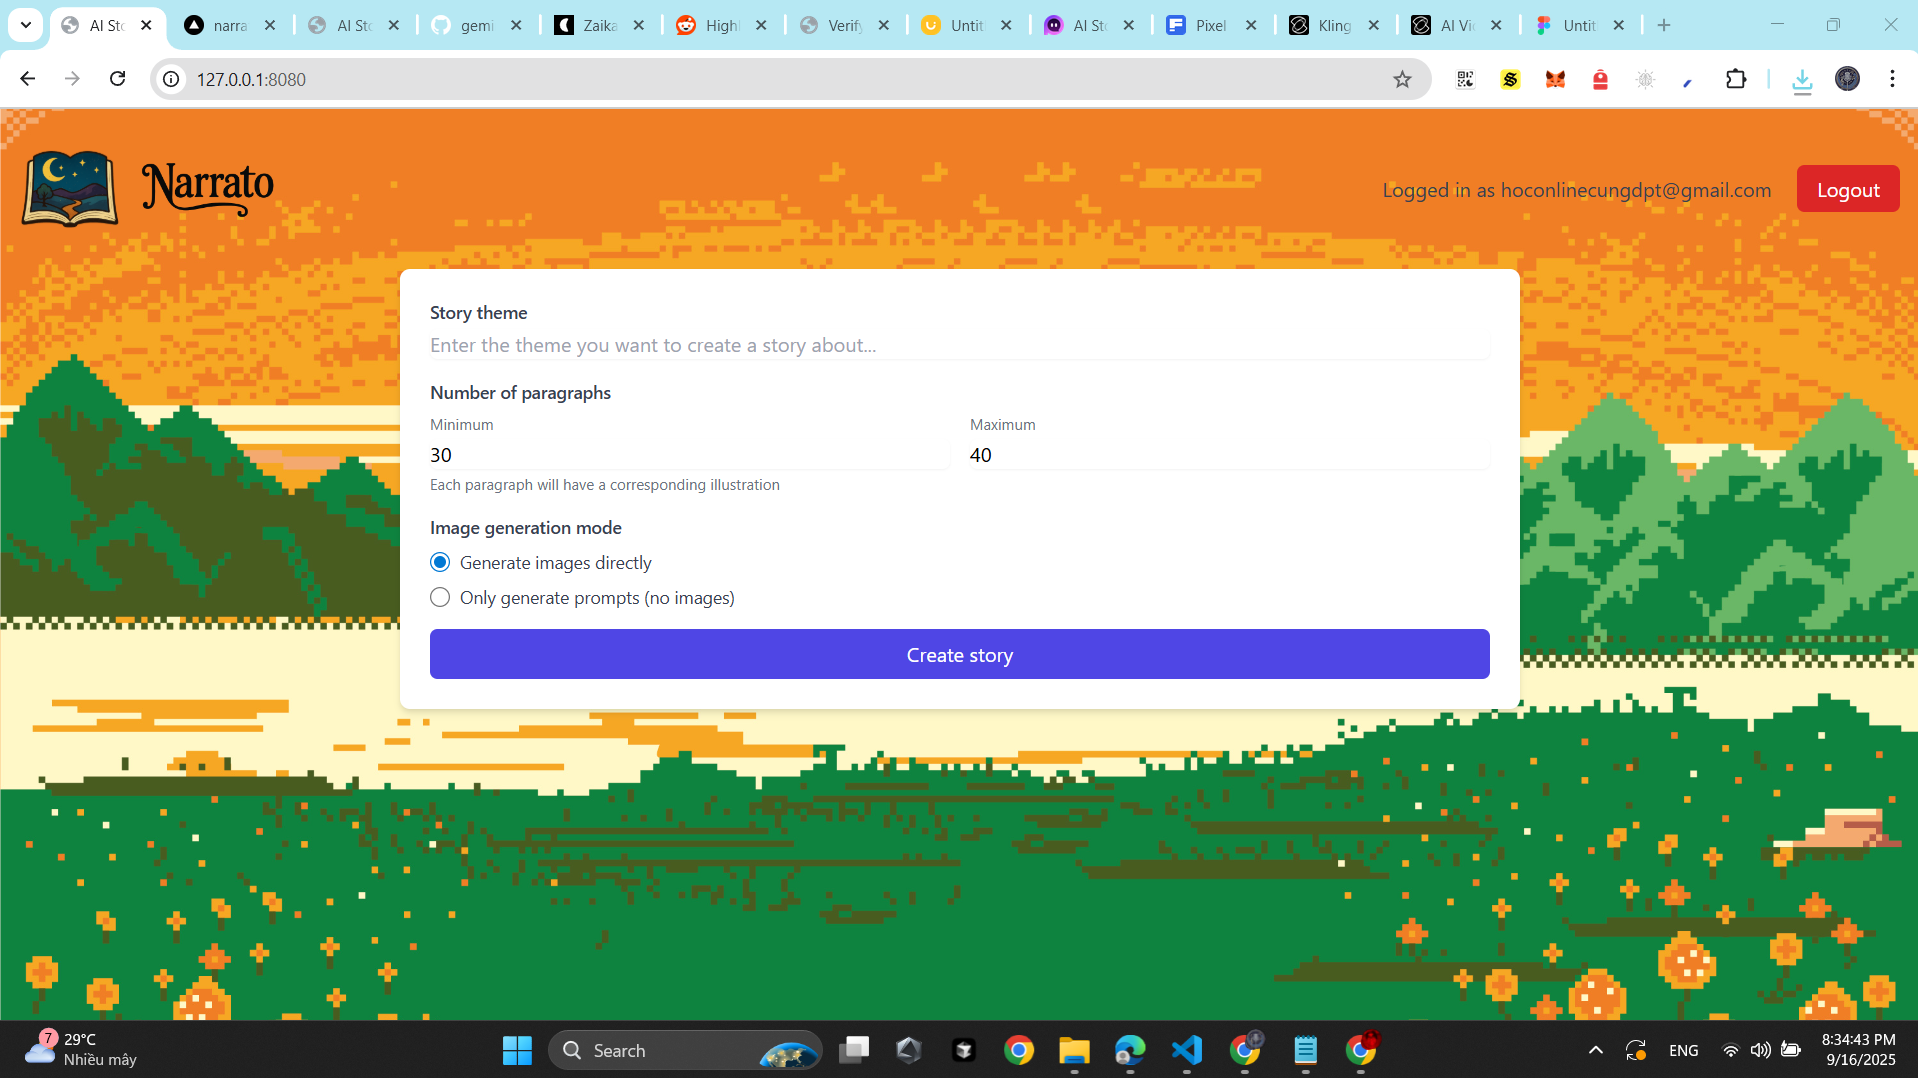 AI Sto
narra
AI Sto
gemi
Zaika
Highl
Verify
Untit
AI Sto
Pixel
Kling
AI Vi
Untit
127.0.0.1:8080
Narrato
Logged in as hoconlinecungdpt@gmail.com
Logout
Story theme
Enter the theme you want to create a story about...
Number of paragraphs
Minimum
Maximum
30
40
Each paragraph will have a corresponding illustration
Image generation mode
Generate images directly
Only generate prompts (no images)
Create story
7
29°C
Nhiều mây
Search
ENG
8:34:43 PM
9/16/2025